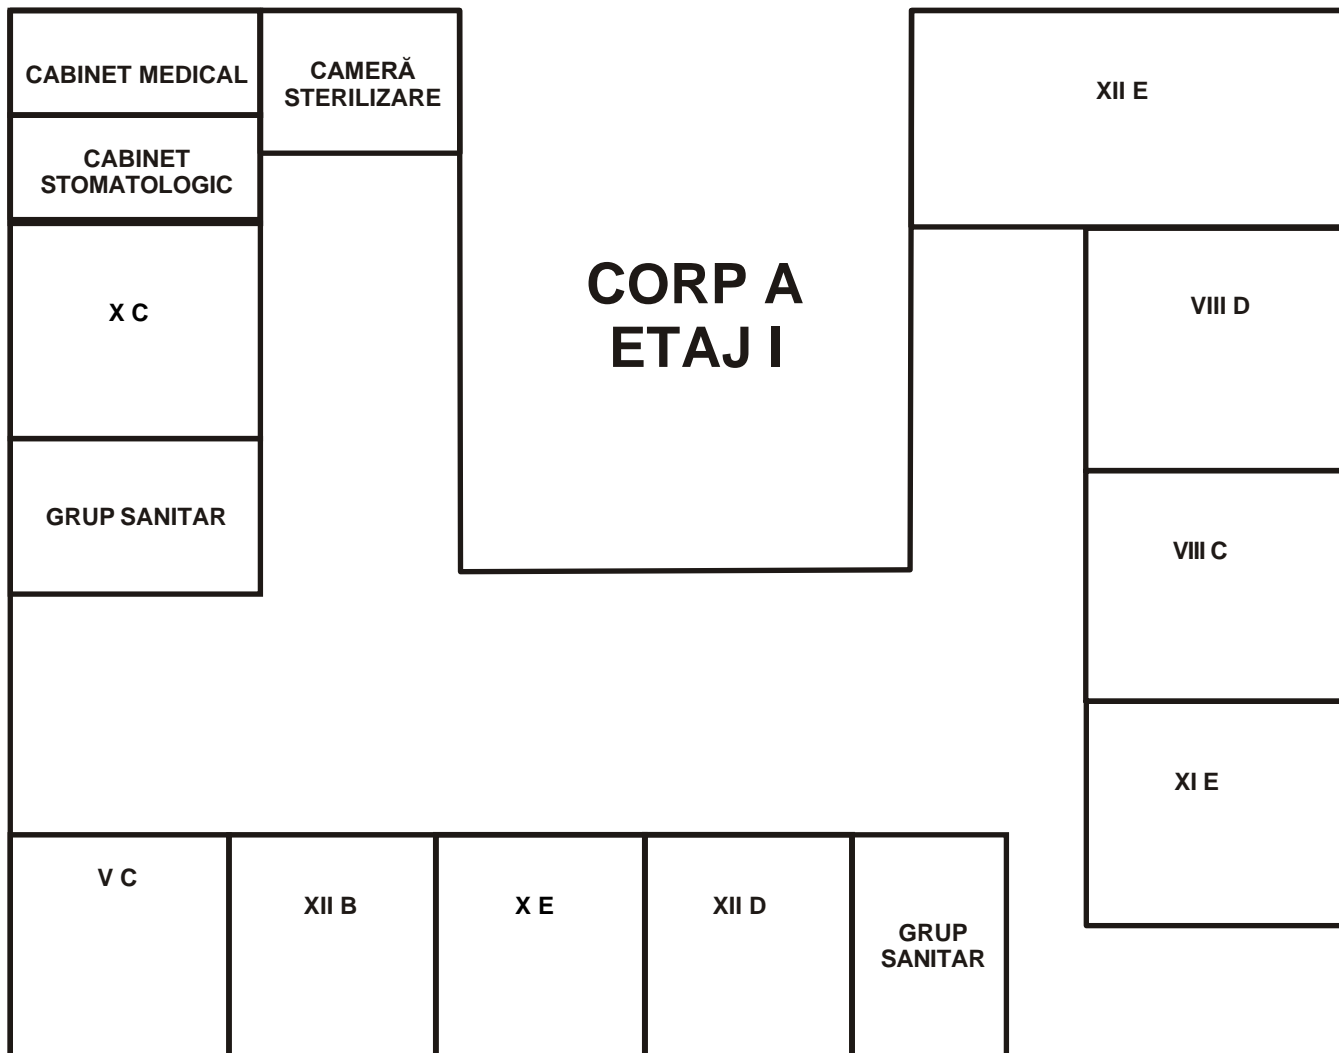 CABINET MEDICAL
CAMERĂ
STERILIZARE
XII E
CABINET
STOMATOLOGIC
X C
CORP A
ETAJ I
VIII D
GRUP SANITAR
VIII C
XI E
V C
XII B
X E
XII D
GRUP
SANITAR